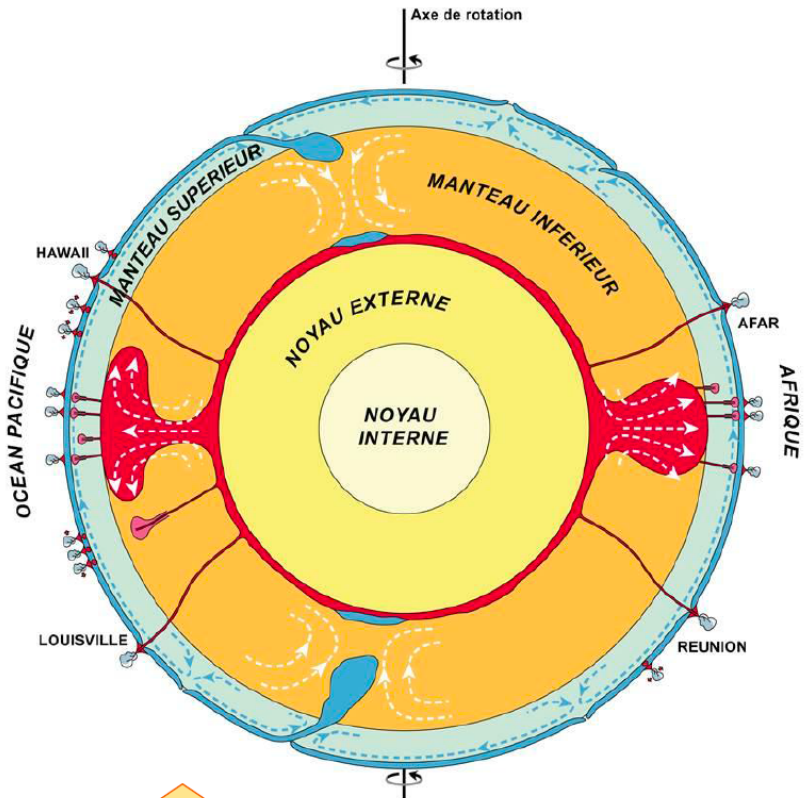 Axe de rotation
MANTEAU SUPERIEUR
MANTEAU INFERIEUR
HAWAII
NOYAU EXTERNE
AFAR
OCEAN PACIFIQUE
AFRIQUE
NOYAU
INTERNE
LOUISVILLE
REUNION